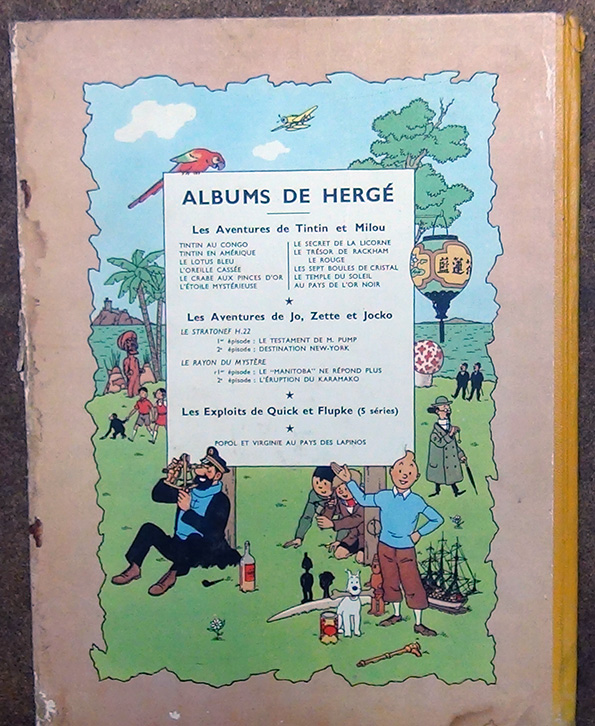 ALBUMS DE HERGÉ
Les Aventures de Tintin et Milou
TINTIN AU CONGO
TINTIN EN AMÉRIQUE
LE LOTUS BLEU
L'OREILLE CASSÉE
LE CRABE AUX PINCES D'OR
L'ÉTOILE MYSTÉRIEUSE
LE SECRET DE LA LICORNE
LE TRÉSOR DE RACKHAM
LE ROUGE
LES SEPT BOULES DE CRISTAL
LE TEMPLE DU SOLEIL
AU PAYS DE L'OR NOIR
★
Les Aventures de Jo, Zette et Jocko
LE STRATONEF H.22
1er épisode : LE TESTAMENT DE M. PUMP
2e épisode : DESTINATION NEW-YORK
LE RAYON DU MYSTÈRE
1er épisode : LE "MANITOBA" NE RÉPOND PLUS
2e épisode : L'ÉRUPTION DU KARAMAKO
★
Les Exploits de Quick et Flupke (5 séries)
★
POPOL ET VIRGINIE AU PAYS DES LAPINOS
藍蓮